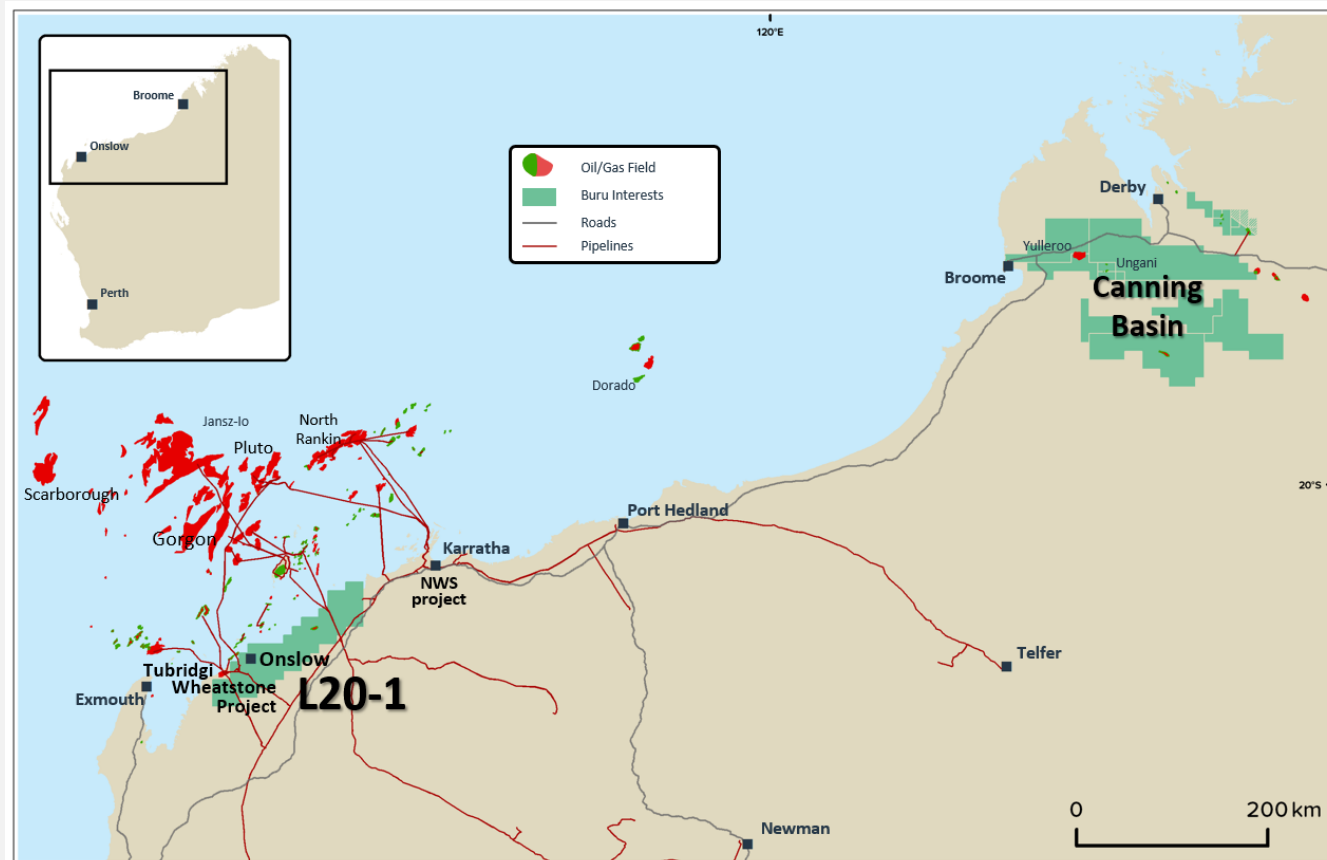 120°E
Broome
Onslow
Perth
Oil/Gas Field
Buru Interests
Roads
Pipelines
Derby
Yulleroo
Ungani
Broome
Canning
Basin
Dorado
Jansz-Io
North
Rankin
Pluto
Scarborough
20°S
Port Hedland
Gorgon
Karratha
NWS
project
Onslow
Tubridgi
Wheatstone
Project
L20-1
Exmouth
Telfer
0 200 km
Newman